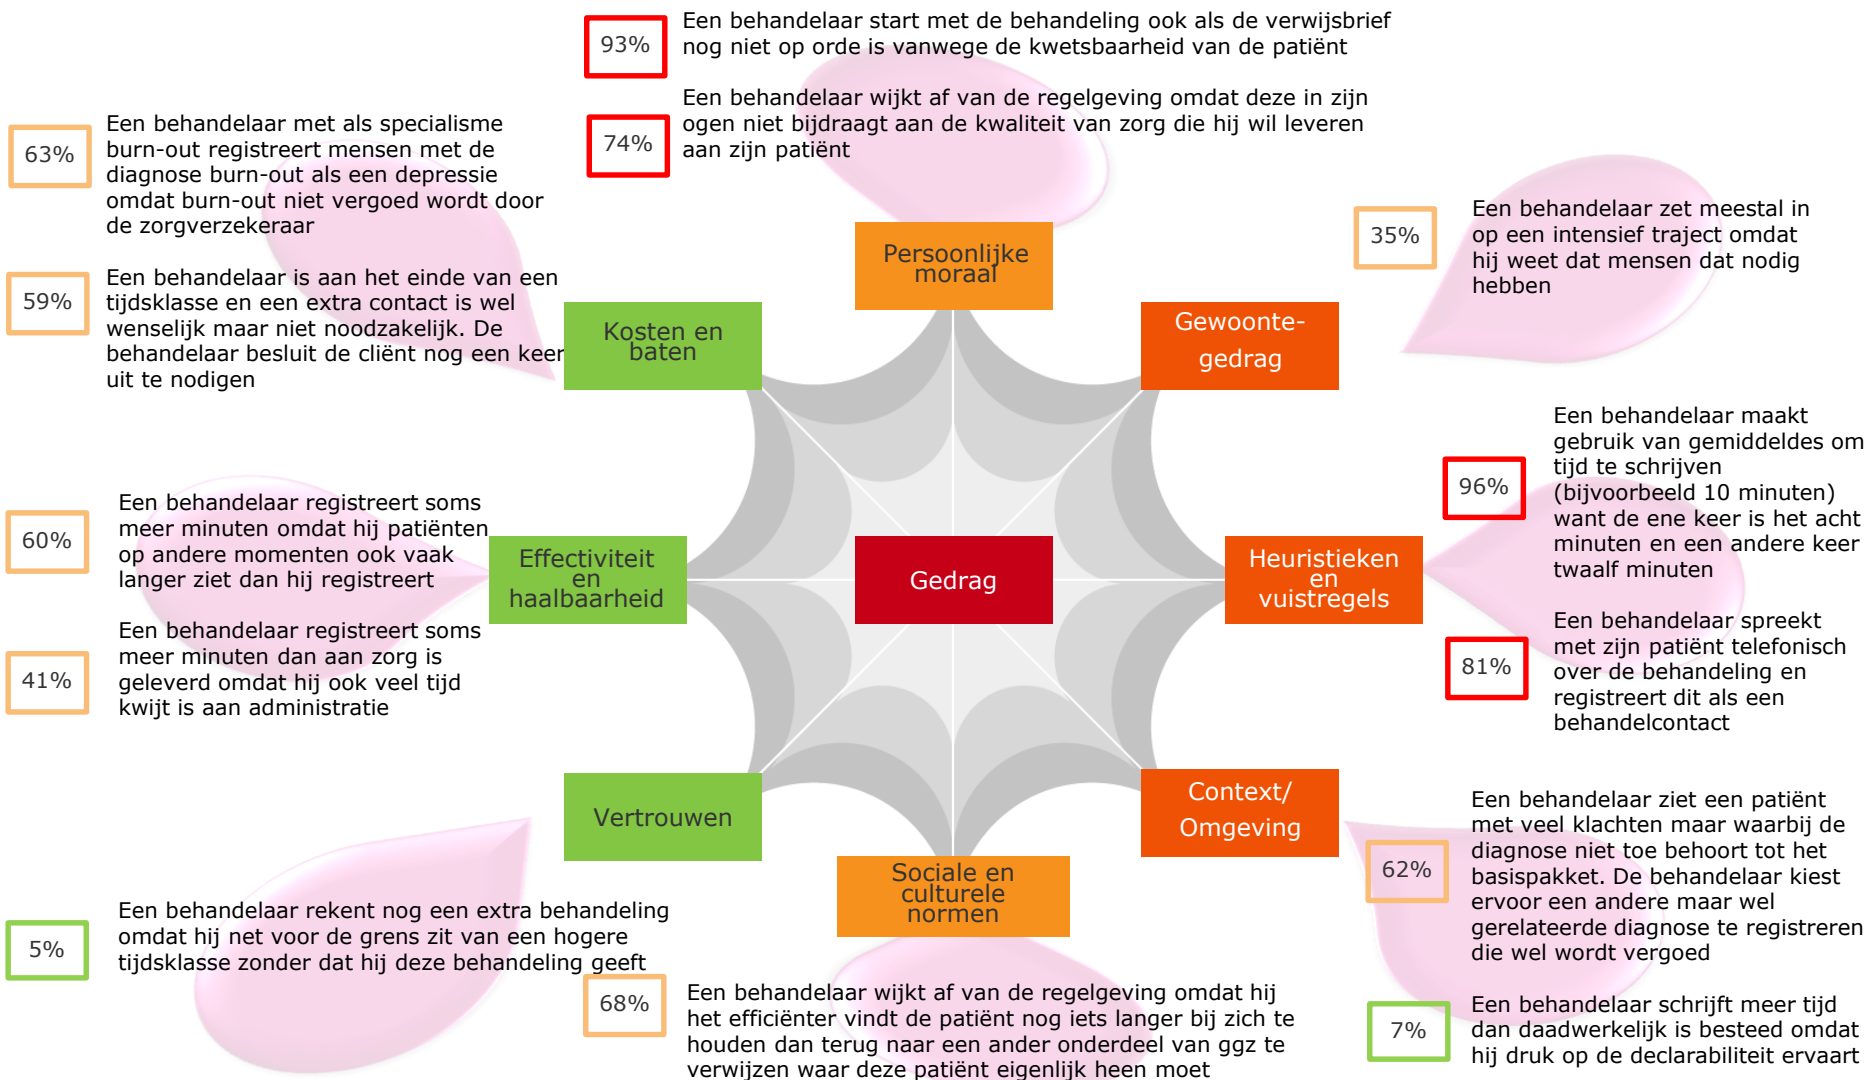 93%
Een behandelaar start met de behandeling ook als de verwijsbrief
nog niet op orde is vanwege de kwetsbaarheid van de patiënt
74%
Een behandelaar wijkt af van de regelgeving omdat deze in zijn
ogen niet bijdraagt aan de kwaliteit van zorg die hij wil leveren
aan zijn patiënt
63%
Een behandelaar met als specialisme
burn-out registreert mensen met de
diagnose burn-out als een depressie
omdat burn-out niet vergoed wordt door
de zorgverzekeraar
59%
Een behandelaar is aan het einde van een
tijdsklasse en een extra contact is wel
wenselijk maar niet noodzakelijk. De
behandelaar besluit de cliënt nog een keer
uit te nodigen
35%
Een behandelaar zet meestal in
op een intensief traject omdat
hij weet dat mensen dat nodig
hebben
Persoonlijke
moraal
Kosten en
baten
Gewoonte-
gedrag
60%
Een behandelaar registreert soms
meer minuten omdat hij patiënten
op andere momenten ook vaak
langer ziet dan hij registreert
41%
Een behandelaar registreert soms
meer minuten dan aan zorg is
geleverd omdat hij ook veel tijd
kwijt is aan administratie
Effectiviteit
en
haalbaarheid
Gedrag
Heuristieken
en
vuistregels
96%
Een behandelaar maakt
gebruik van gemiddeldes om
tijd te schrijven
(bijvoorbeeld 10 minuten)
want de ene keer is het acht
minuten en een andere keer
twaalf minuten
81%
Een behandelaar spreekt
met zijn patiënt telefonisch
over de behandeling en
registreert dit als een
behandelcontact
Vertrouwen
Sociale en
culturele
normen
Context/
Omgeving
5%
Een behandelaar rekent nog een extra behandeling
omdat hij net voor de grens zit van een hogere
tijdsklasse zonder dat hij deze behandeling geeft
68%
Een behandelaar wijkt af van de regelgeving omdat hij
het efficiënter vindt de patiënt nog iets langer bij zich te
houden dan terug naar een ander onderdeel van ggz te
verwijzen waar deze patiënt eigenlijk heen moet
62%
Een behandelaar ziet een patiënt
met veel klachten maar waarbij de
diagnose niet toe behoort tot het
basispakket. De behandelaar kiest
ervoor een andere maar wel
gerelateerde diagnose te registreren
die wel wordt vergoed
7%
Een behandelaar schrijft meer tijd
dan daadwerkelijk is besteed omdat
hij druk op de declarabiliteit ervaart